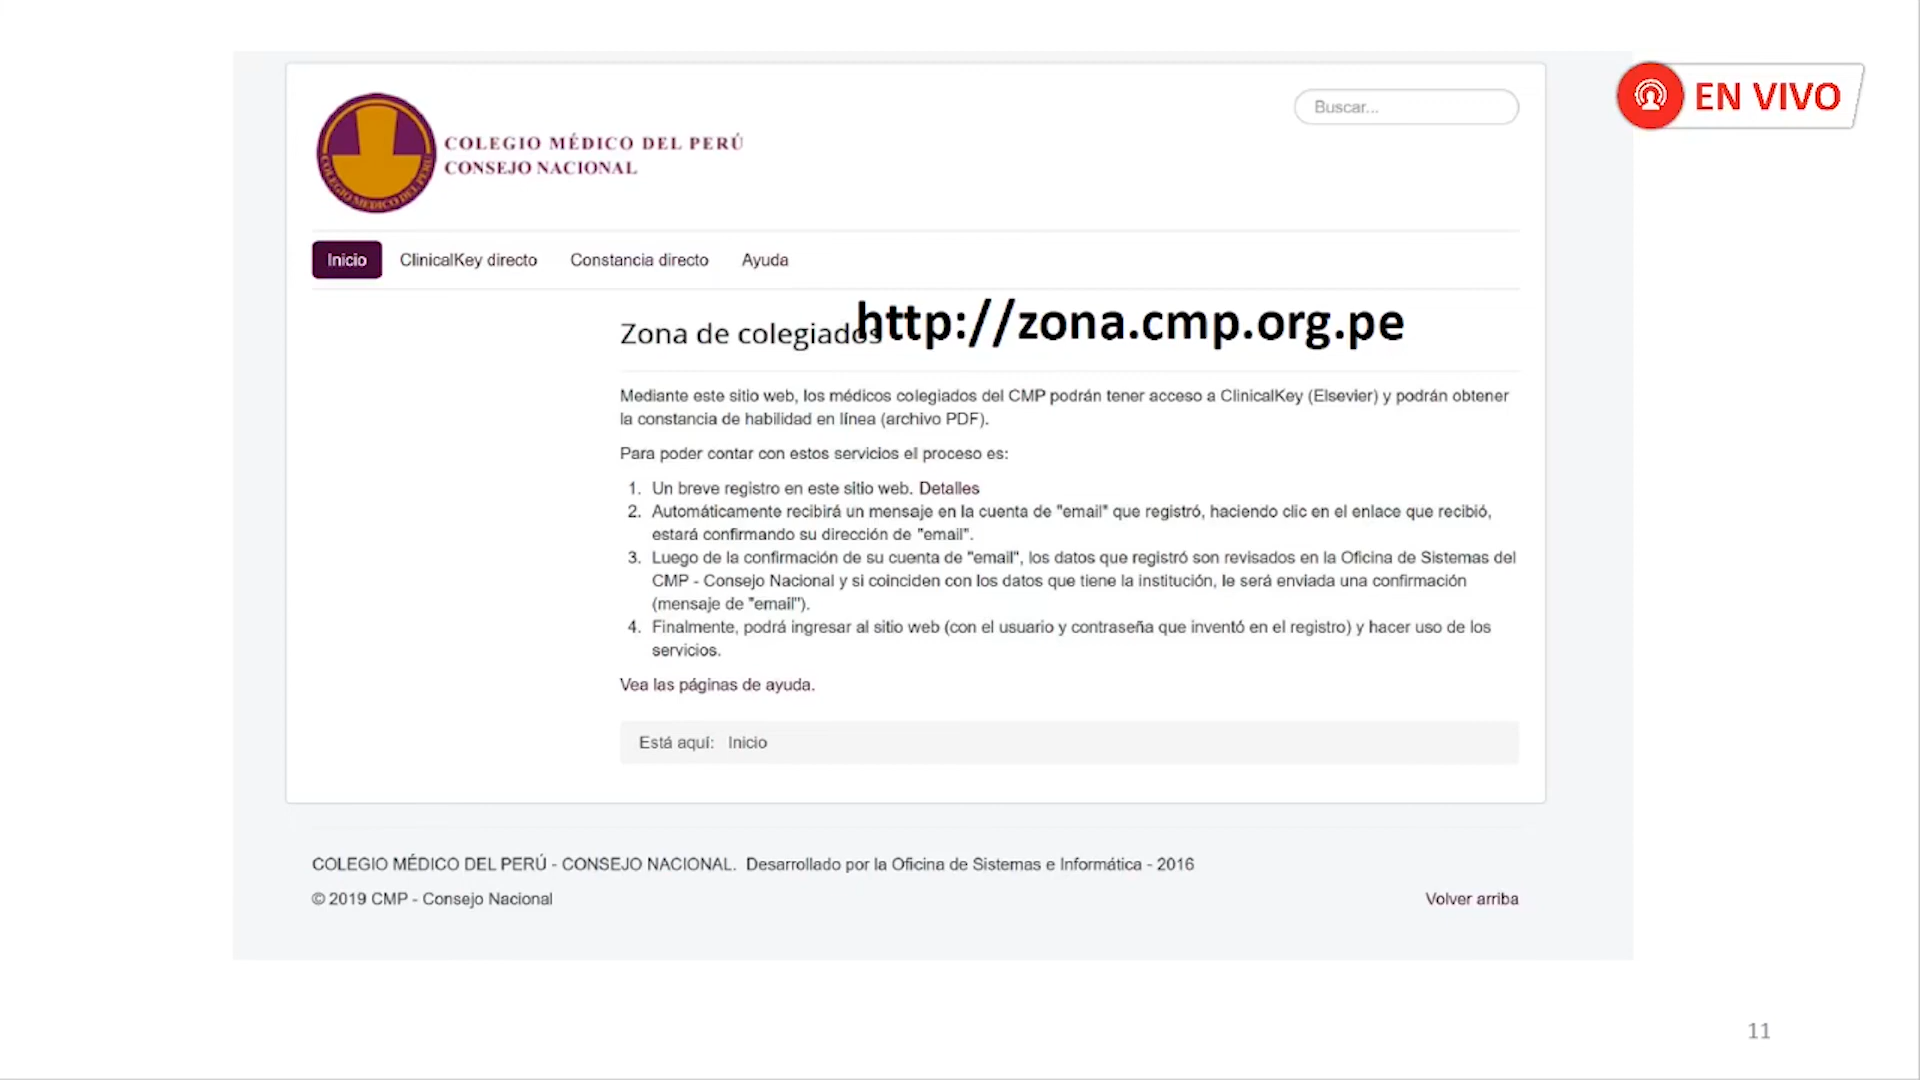 EN VIVO
Buscar...
COLEGIO MÉDICO DEL PERÚ
CONSEJO NACIONAL
COLEGIO MEDICO DEL PERU
Inicio ClinicalKey directo Constancia directo Ayuda
Zona de colegiados
http://zona.cmp.org.pe
Mediante este sitio web, los médicos colegiados del CMP podrán tener acceso a ClinicalKey (Elsevier) y podrán obtener
la constancia de habilidad en línea (archivo PDF).
Para poder contar con estos servicios el proceso es:
1. Un breve registro en este sitio web. Detalles
2. Automáticamente recibirá un mensaje en la cuenta de "email" que registró, haciendo clic en el enlace que recibió,
estará confirmando su dirección de "email".
3. Luego de la confirmación de su cuenta de "email", los datos que registró son revisados en la Oficina de Sistemas del
CMP - Consejo Nacional y si coinciden con los datos que tiene la institución, le será enviada una confirmación
(mensaje de "email").
4. Finalmente, podrá ingresar al sitio web (con el usuario y contraseña que inventó en el registro) y hacer uso de los
servicios.
Vea las páginas de ayuda.
Está aquí: Inicio
COLEGIO MÉDICO DEL PERÚ - CONSEJO NACIONAL. Desarrollado por la Oficina de Sistemas e Informática - 2016
© 2019 CMP - Consejo Nacional
Volver arriba
11